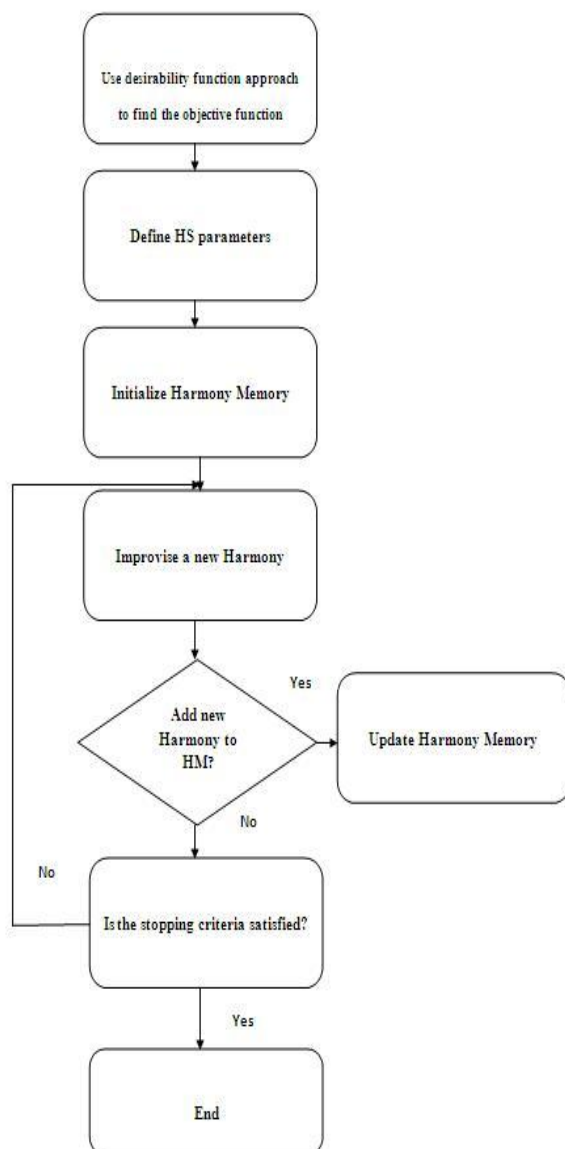 Use desirability function approach
to find the objective function
Define HS parameters
Initialize Harmony Memory
Improvise a new Harmony
Yes
Add new
Harmony to
HM?
Update Harmony Memory
No
No
Is the stopping criteria satisfied?
Yes
End